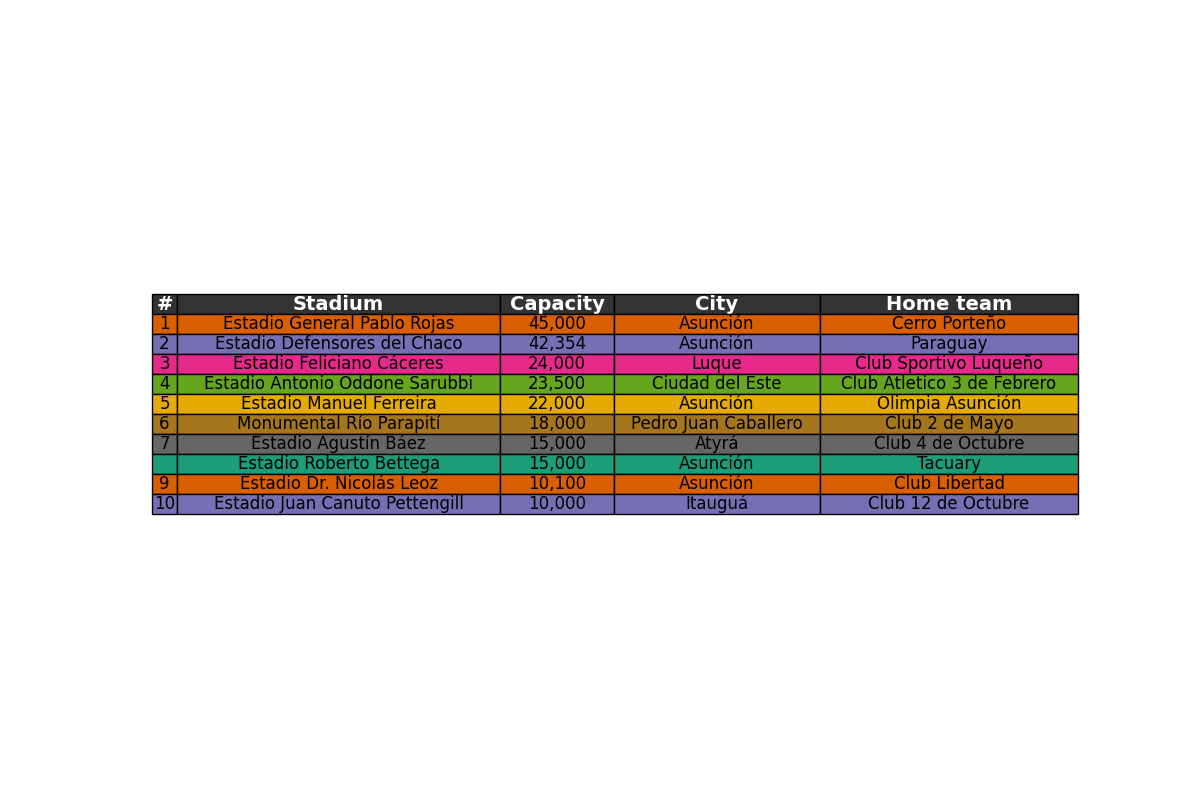 # Stadium Capacity City Home team
1 Estadio General Pablo Rojas 45,000 Asunción Cerro Porteño
2 Estadio Defensores del Chaco 42,354 Asunción Paraguay
3 Estadio Feliciano Cáceres 24,000 Luque Club Sportivo Luqueño
4 Estadio Antonio Oddone Sarubbi 23,500 Ciudad del Este Club Atletico 3 de Febrero
5 Estadio Manuel Ferreira 22,000 Asunción Olimpia Asunción
6 Monumental Río Parapití 18,000 Pedro Juan Caballero Club 2 de Mayo
7 Estadio Agustín Báez 15,000 Atyrá Club 4 de Octubre
Estadio Roberto Bettega 15,000 Asunción Tacuary
9 Estadio Dr. Nicolás Leoz 10,100 Asunción Club Libertad
10 Estadio Juan Canuto Pettengill 10,000 Itauguá Club 12 de Octubre